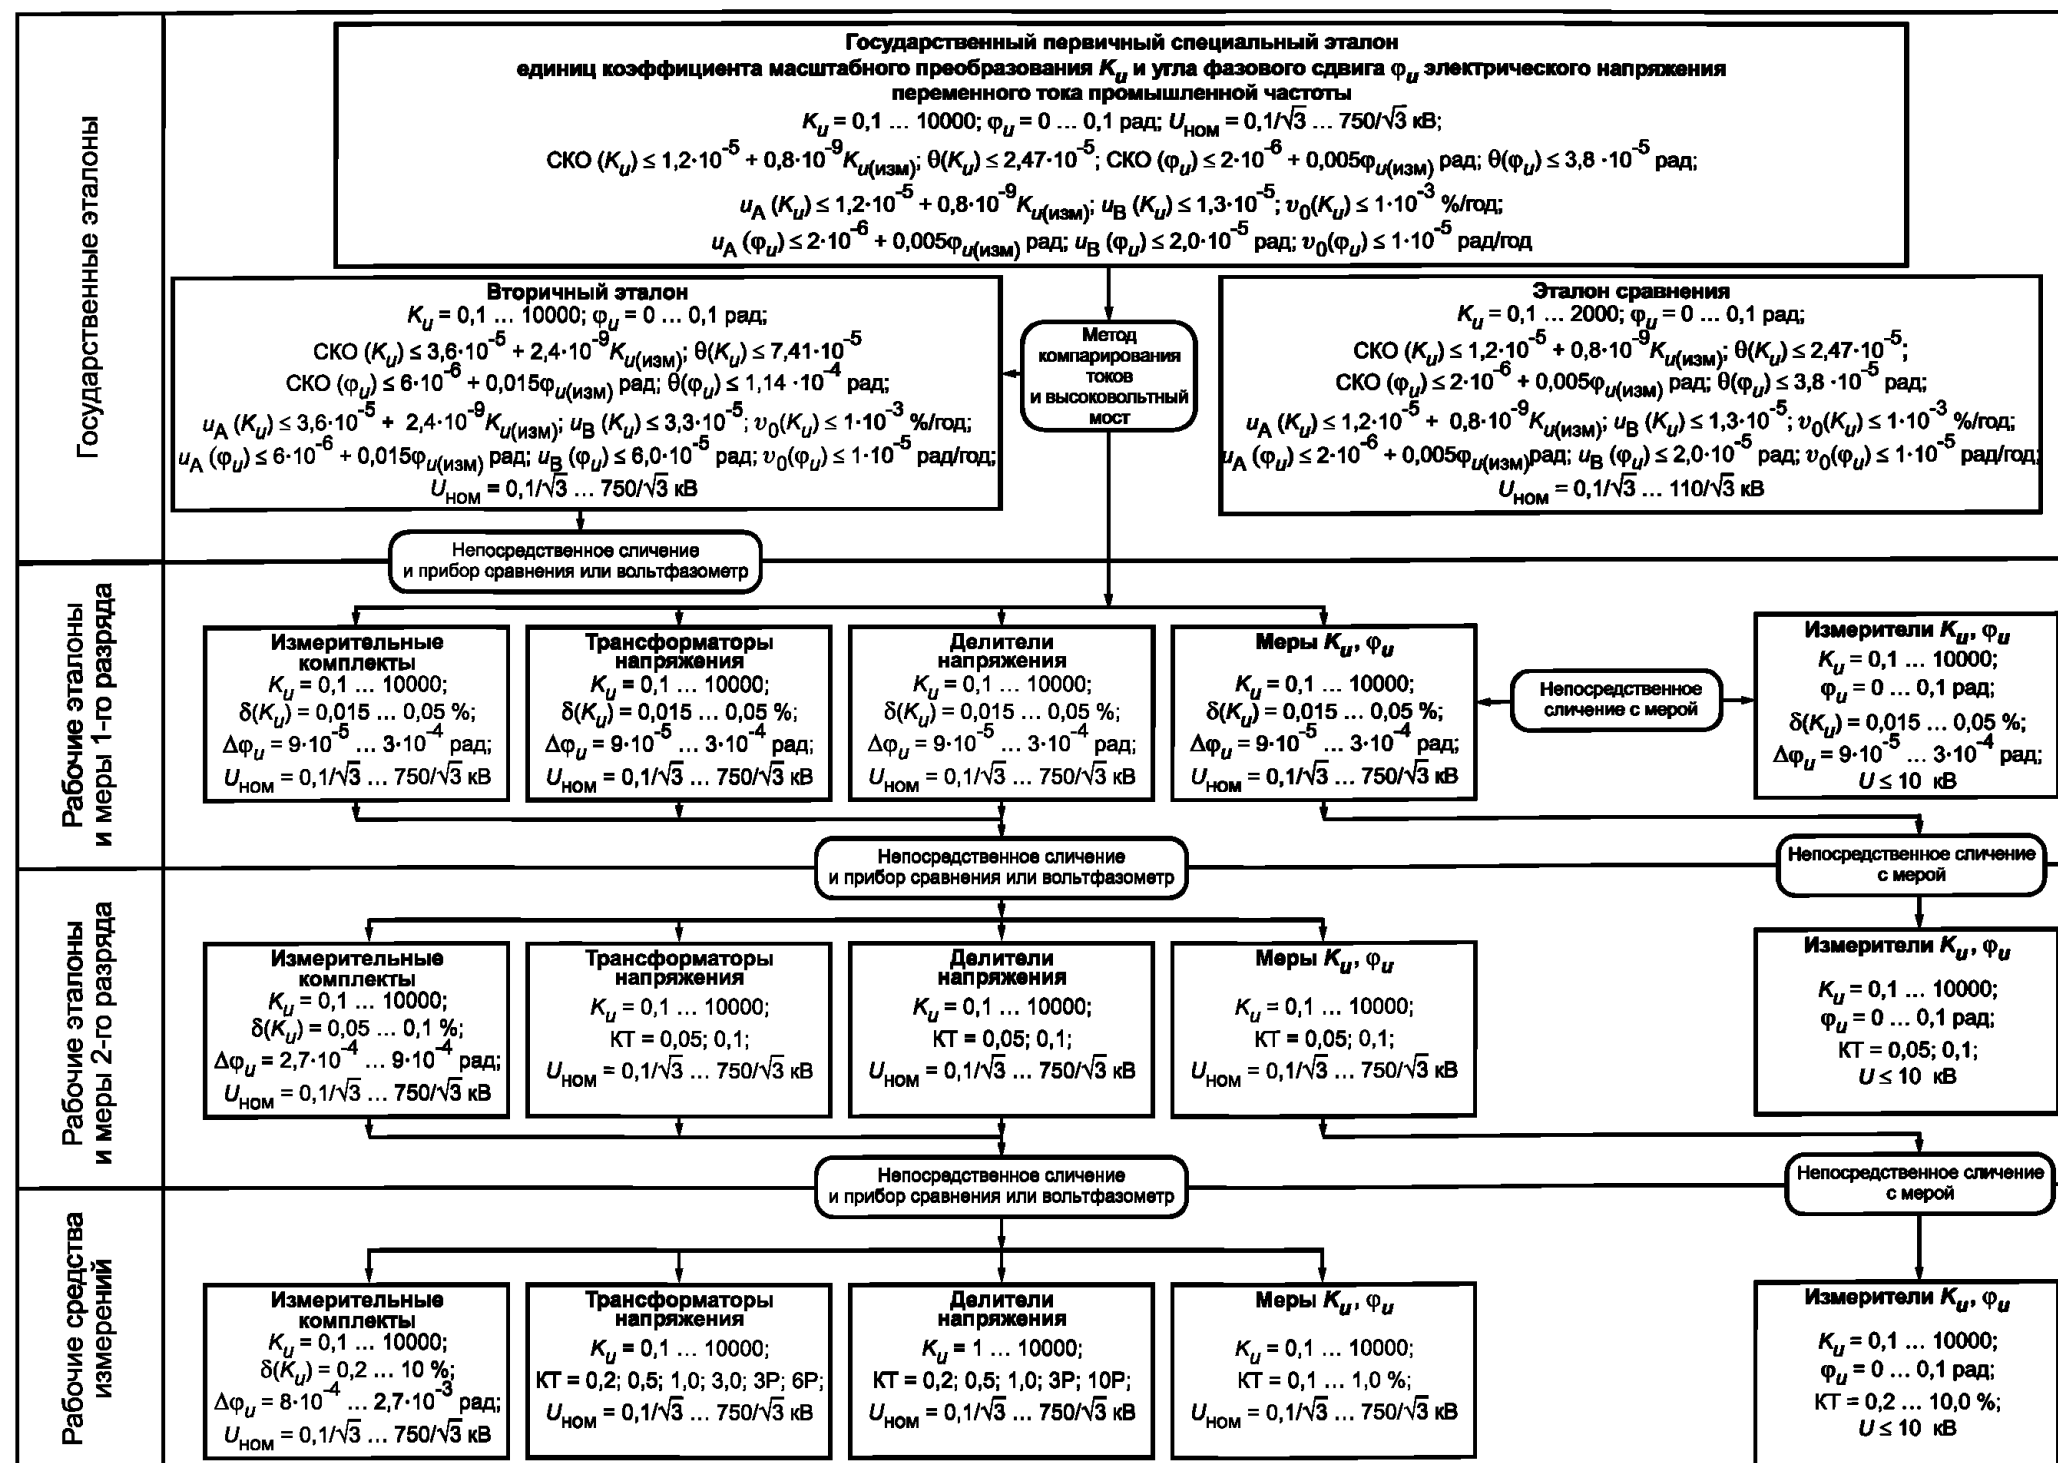 Государственные эталоны
Государственный первичный специальный эталон
единиц коэффициента масштабного преобразования Kᵤ и угла фазового сдвига φᵤ электрического напряжения
переменного тока промышленной частоты
Kᵤ = 0,1 ... 10000; φᵤ = 0 ... 0,1 рад; Uном = 0,1/√3 ... 750/√3 кВ;
СКО (Kᵤ) ≤ 1,2·10⁻⁵ + 0,8·10⁻⁹Kᵤ(изм); θ(Kᵤ) ≤ 2,47·10⁻⁵; СКО (φᵤ) ≤ 2·10⁻⁶ + 0,005φᵤ(изм) рад; θ(φᵤ) ≤ 3,8 ·10⁻⁵ рад;
u_A (Kᵤ) ≤ 1,2·10⁻⁵ + 0,8·10⁻⁹Kᵤ(изм); u_B (Kᵤ) ≤ 1,3·10⁻⁵; υ₀(Kᵤ) ≤ 1·10⁻³ %/год;
u_A (φᵤ) ≤ 2·10⁻⁶ + 0,005φᵤ(изм) рад; u_B (φᵤ) ≤ 2,0·10⁻⁵ рад; υ₀(φᵤ) ≤ 1·10⁻⁵ рад/год
Вторичный эталон
Kᵤ = 0,1 ... 10000; φᵤ = 0 ... 0,1 рад;
СКО (Kᵤ) ≤ 3,6·10⁻⁵ + 2,4·10⁻⁹Kᵤ(изм); θ(Kᵤ) ≤ 7,41·10⁻⁵
СКО (φᵤ) ≤ 6·10⁻⁶ + 0,015φᵤ(изм) рад; θ(φᵤ) ≤ 1,14 ·10⁻⁴ рад;
u_A (Kᵤ) ≤ 3,6·10⁻⁵ + 2,4·10⁻⁹Kᵤ(изм); u_B (Kᵤ) ≤ 3,3·10⁻⁵; υ₀(Kᵤ) ≤ 1·10⁻³ %/год;
u_A (φᵤ) ≤ 6·10⁻⁶ + 0,015φᵤ(изм) рад; u_B (φᵤ) ≤ 6,0·10⁻⁵ рад; υ₀(φᵤ) ≤ 1·10⁻⁵ рад/год;
Uном = 0,1/√3 ... 750/√3 кВ
Метод
компарирования
токов
и высоковольтный
мост
Эталон сравнения
Kᵤ = 0,1 ... 2000; φᵤ = 0 ... 0,1 рад;
СКО (Kᵤ) ≤ 1,2·10⁻⁵ + 0,8·10⁻⁹Kᵤ(изм); θ(Kᵤ) ≤ 2,47·10⁻⁵;
СКО (φᵤ) ≤ 2·10⁻⁶ + 0,005φᵤ(изм) рад; θ(φᵤ) ≤ 3,8 ·10⁻⁵ рад;
u_A (Kᵤ) ≤ 1,2·10⁻⁵ + 0,8·10⁻⁹Kᵤ(изм); u_B (Kᵤ) ≤ 1,3·10⁻⁵; υ₀(Kᵤ) ≤ 1·10⁻³ %/год;
u_A (φᵤ) ≤ 2·10⁻⁶ + 0,005φᵤ(изм)рад; u_B (φᵤ) ≤ 2,0·10⁻⁵ рад; υ₀(φᵤ) ≤ 1·10⁻⁵ рад/год;
Uном = 0,1/√3 ... 110/√3 кВ
Непосредственное сличение
и прибор сравнения или вольтфазометр
Рабочие эталоны
и меры 1-го разряда
Измерительные
комплекты
Kᵤ = 0,1 ... 10000;
δ(Kᵤ) = 0,015 ... 0,05 %;
Δφᵤ = 9·10⁻⁵ ... 3·10⁻⁴ рад;
Uном = 0,1/√3 ... 750/√3 кВ
Трансформаторы
напряжения
Kᵤ = 0,1 ... 10000;
δ(Kᵤ) = 0,015 ... 0,05 %;
Δφᵤ = 9·10⁻⁵ ... 3·10⁻⁴ рад;
Uном = 0,1/√3 ... 750/√3 кВ
Делители
напряжения
Kᵤ = 0,1 ... 10000;
δ(Kᵤ) = 0,015 ... 0,05 %;
Δφᵤ = 9·10⁻⁵ ... 3·10⁻⁴ рад;
Uном = 0,1/√3 ... 750/√3 кВ
Меры Kᵤ, φᵤ
Kᵤ = 0,1 ... 10000;
δ(Kᵤ) = 0,015 ... 0,05 %;
Δφᵤ = 9·10⁻⁵ ... 3·10⁻⁴ рад;
Uном = 0,1/√3 ... 750/√3 кВ
Непосредственное
сличение с мерой
Измерители Kᵤ, φᵤ
Kᵤ = 0,1 ... 10000;
φᵤ = 0 ... 0,1 рад;
δ(Kᵤ) = 0,015 ... 0,05 %;
Δφᵤ = 9·10⁻⁵ ... 3·10⁻⁴ рад;
U ≤ 10 кВ
Непосредственное сличение
и прибор сравнения или вольтфазометр
Непосредственное сличение
с мерой
Рабочие эталоны
и меры 2-го разряда
Измерительные
комплекты
Kᵤ = 0,1 ... 10000;
δ(Kᵤ) = 0,05 ... 0,1 %;
Δφᵤ = 2,7·10⁻⁴ ... 9·10⁻⁴ рад;
Uном = 0,1/√3 ... 750/√3 кВ
Трансформаторы
напряжения
Kᵤ = 0,1 ... 10000;
КТ = 0,05; 0,1;
Uном = 0,1/√3 ... 750/√3 кВ
Делители
напряжения
Kᵤ = 0,1 ... 10000;
КТ = 0,05; 0,1;
Uном = 0,1/√3 ... 750/√3 кВ
Меры Kᵤ, φᵤ
Kᵤ = 0,1 ... 10000;
КТ = 0,05; 0,1;
Uном = 0,1/√3 ... 750/√3 кВ
Измерители Kᵤ, φᵤ
Kᵤ = 0,1 ... 10000;
φᵤ = 0 ... 0,1 рад;
КТ = 0,05; 0,1;
U ≤ 10 кВ
Непосредственное сличение
и прибор сравнения или вольтфазометр
Непосредственное сличение
с мерой
Рабочие средства
измерений
Измерительные
комплекты
Kᵤ = 0,1 ... 10000;
δ(Kᵤ) = 0,2 ... 10 %;
Δφᵤ = 8·10⁻⁴ ... 2,7·10⁻³ рад;
Uном = 0,1/√3 ... 750/√3 кВ
Трансформаторы
напряжения
Kᵤ = 0,1 ... 10000;
КТ = 0,2; 0,5; 1,0; 3,0; 3Р; 6Р;
Uном = 0,1/√3 ... 750/√3 кВ
Делители
напряжения
Kᵤ = 1 ... 10000;
КТ = 0,2; 0,5; 1,0; 3Р; 10Р;
Uном = 0,1/√3 ... 750/√3 кВ
Меры Kᵤ, φᵤ
Kᵤ = 0,1 ... 10000;
КТ = 0,1 ... 1,0 %;
Uном = 0,1/√3 ... 750/√3 кВ
Измерители Kᵤ, φᵤ
Kᵤ = 0,1 ... 10000;
φᵤ = 0 ... 0,1 рад;
КТ = 0,2 ... 10,0 %;
U ≤ 10 кВ